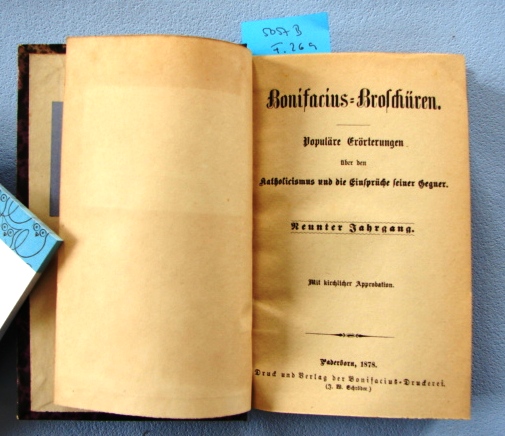 5057 B
I. 26 a
Bonifacius-Broschüren.
Populäre Erörterungen
über den
Katholicismus und die Einsprüche seiner Gegner.
Neunter Jahrgang.
Mit kirchlicher Approbation.
Paderborn, 1878.
Druck und Verlag der Bonifacius-Druckerei.
(J. W. Schröder.)